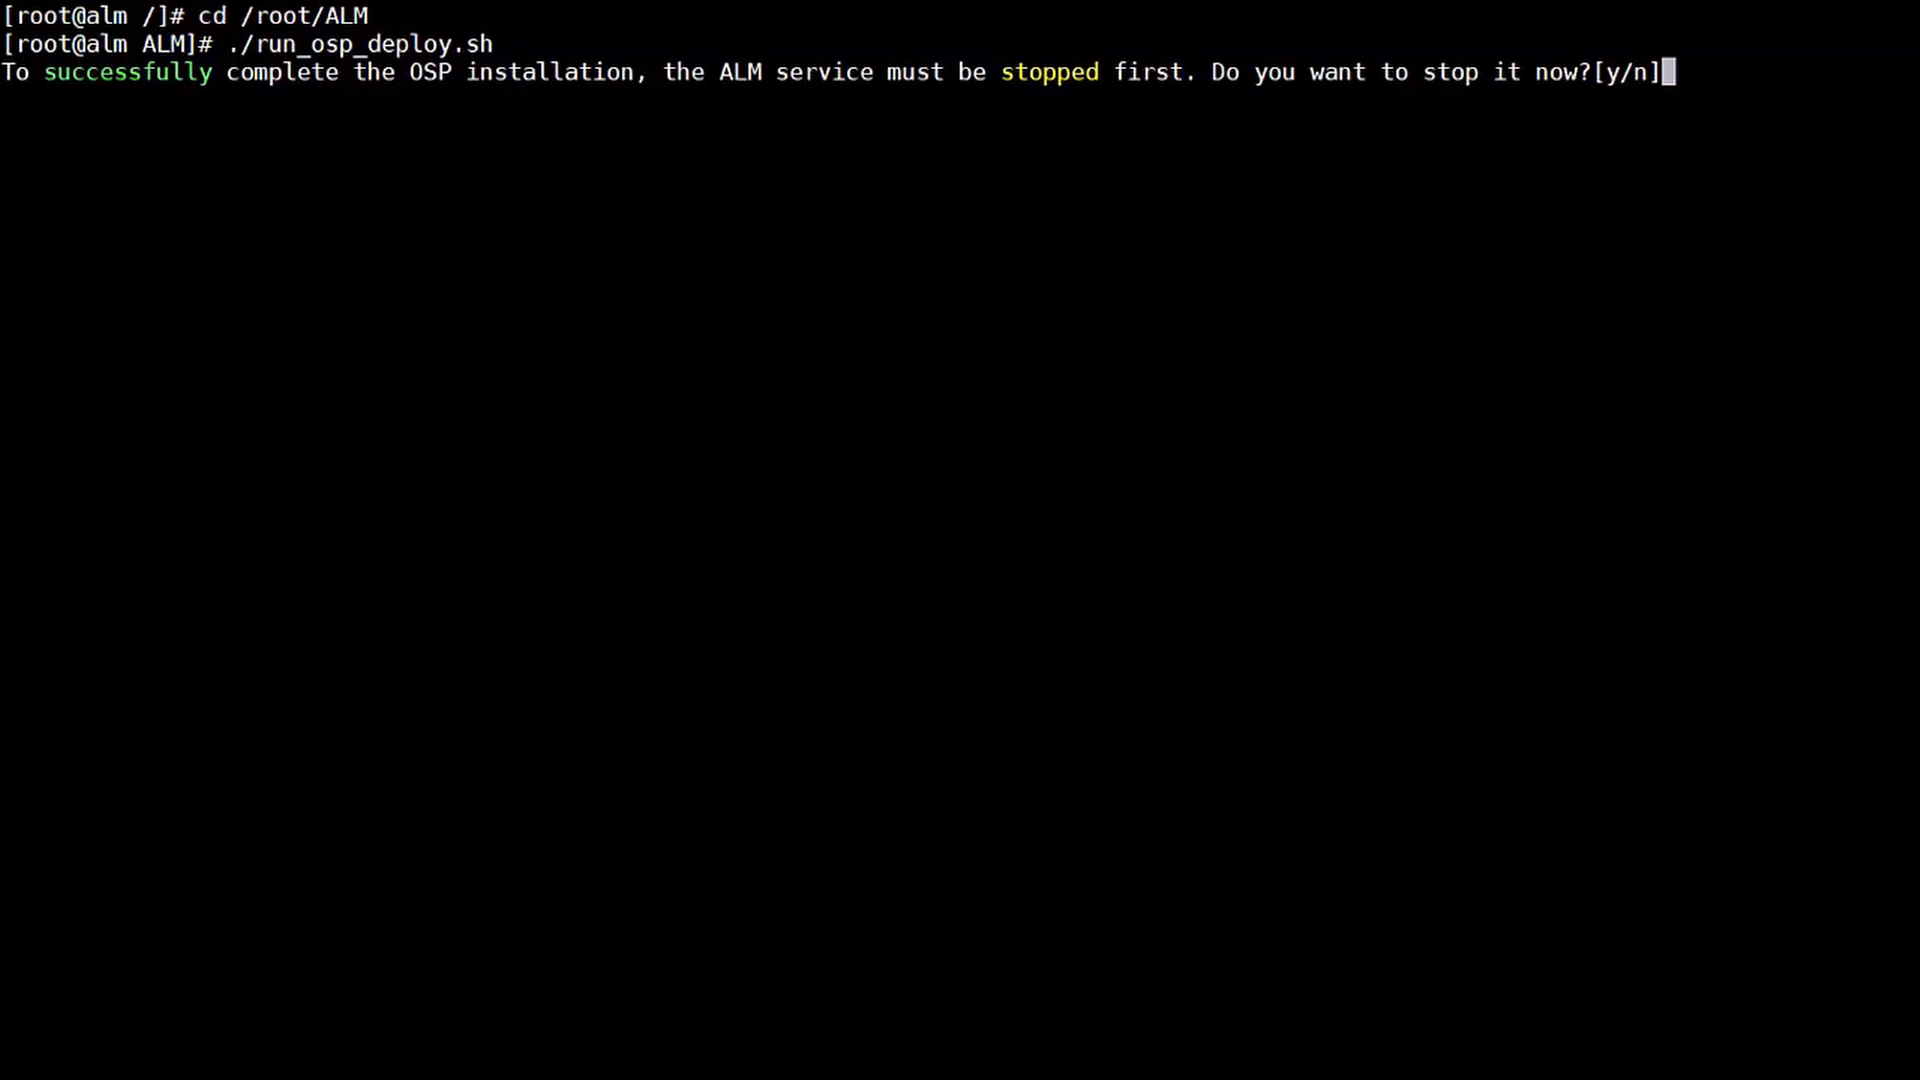 [root@alm /]# cd /root/ALM
[root@alm ALM]# ./run_osp_deploy.sh
To successfully complete the OSP installation, the ALM service must be stopped first. Do you want to stop it now?[y/n]